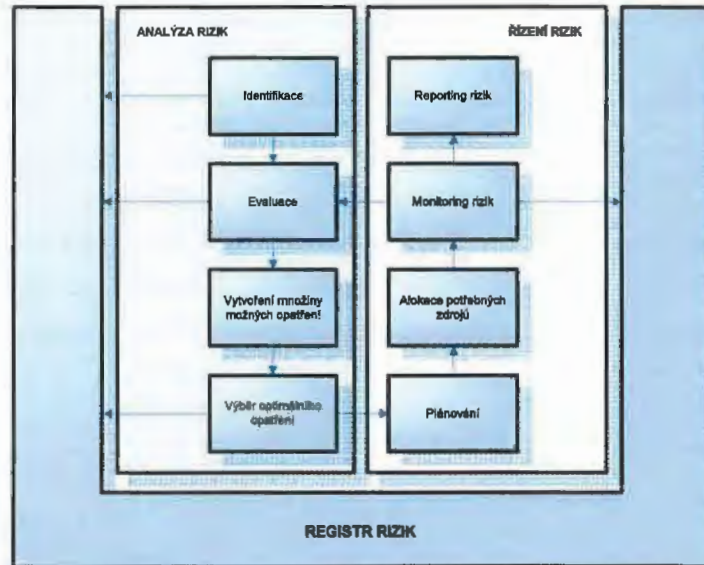 ANALÝZA RIZIK
Identifikace
Evaluace
Vytvoření množiny
možných opatření
Výběr optimálního
opatření
ŘÍZENÍ RIZIK
Reporting rizik
Monitoring rizik
Alokace potřebných
zdrojů
Plánování
REGISTR RIZIK